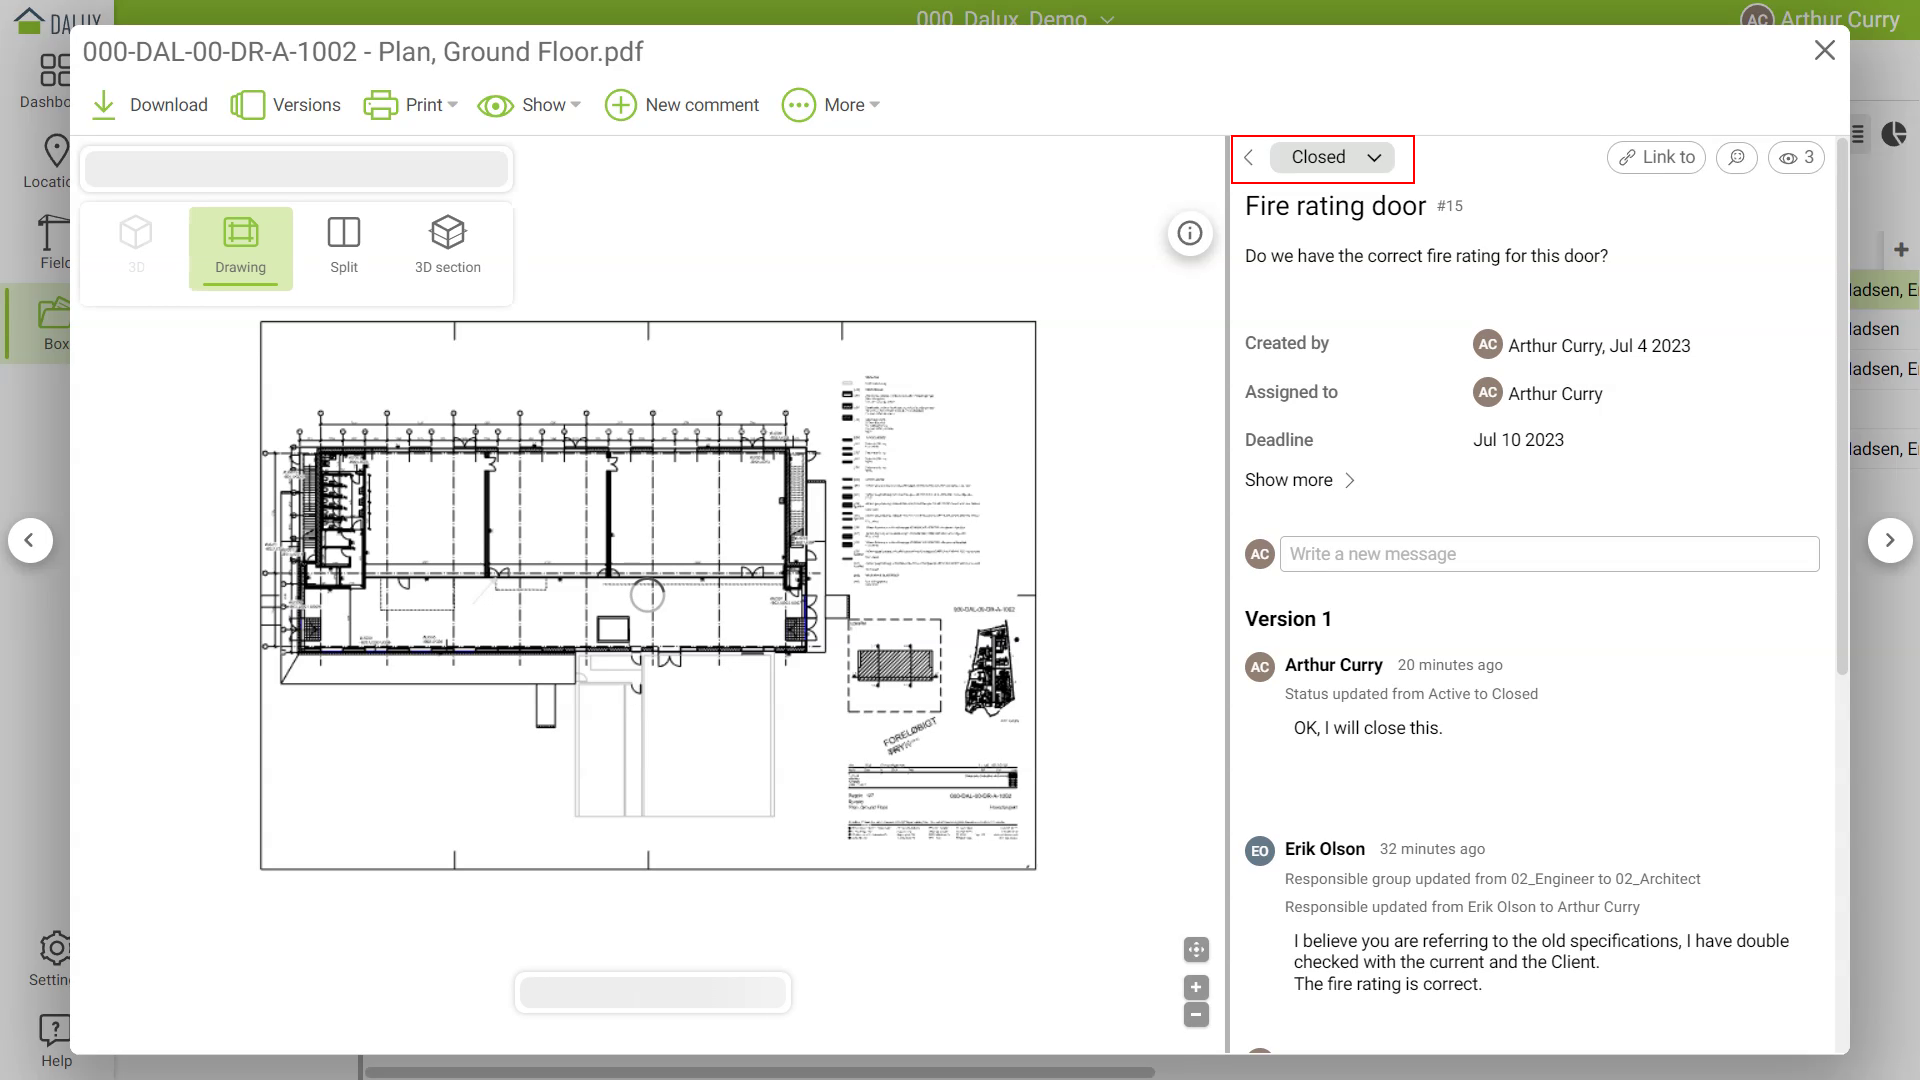 DALUX
000_Dalux_Demo
AC Arthur Curry
000-DAL-00-DR-A-1002 - Plan, Ground Floor.pdf
Download
Versions
Print
Show
New comment
More
Dashbo
Locatio
Field
Box
Settin
Help
3D
Drawing
Split
3D section
000-DAL-00-DR-A-1002
FORELØBIGT
TRYK
000-DAL-00-DR-A-1002
Closed
Link to
3
Fire rating door #15
Do we have the correct fire rating for this door?
Created by
AC Arthur Curry, Jul 4 2023
Assigned to
AC Arthur Curry
Deadline
Jul 10 2023
Show more
AC Write a new message
Version 1
AC Arthur Curry 20 minutes ago
Status updated from Active to Closed
OK, I will close this.
EO Erik Olson 32 minutes ago
Responsible group updated from 02_Engineer to 02_Architect
Responsible updated from Erik Olson to Arthur Curry
I believe you are referring to the old specifications, I have double
checked with the current and the Client.
The fire rating is correct.
ladsen, E
ladsen
ladsen, E
ladsen, E